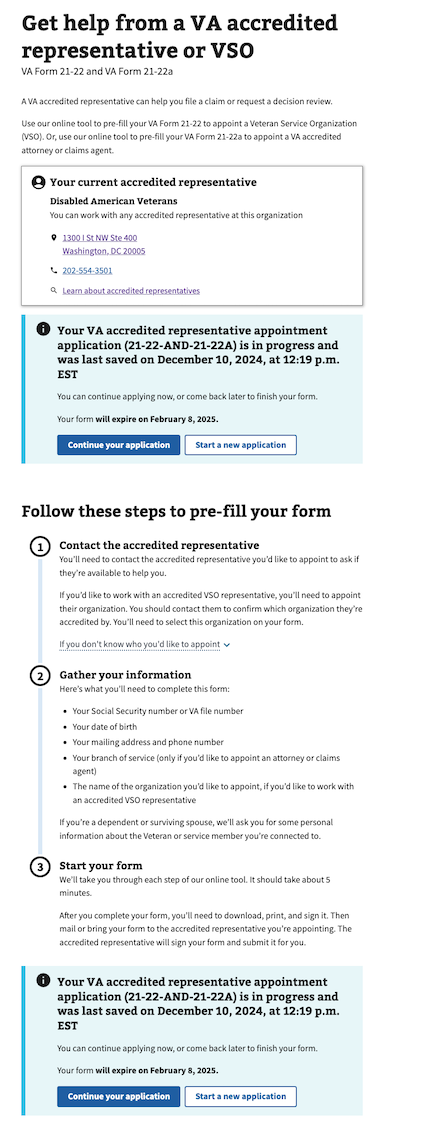 Get help from a VA accredited
representative or VSO
VA Form 21-22 and VA Form 21-22a
A VA accredited representative can help you file a claim or request a decision review.
Use our online tool to pre-fill your VA Form 21-22 to appoint a Veteran Service Organization
(VSO). Or, use our online tool to pre-fill your VA Form 21-22a to appoint a VA accredited
attorney or claims agent.
Your current accredited representative
Disabled American Veterans
You can work with any accredited representative at this organization
1300 I St NW Ste 400
Washington, DC 20005
202-554-3501
Learn about accredited representatives
Your VA accredited representative appointment
application (21-22-AND-21-22A) is in progress and
was last saved on December 10, 2024, at 12:19 p.m.
EST
You can continue applying now, or come back later to finish your form.
Your form will expire on February 8, 2025.
Continue your application Start a new application
Follow these steps to pre-fill your form
1 Contact the accredited representative
You'll need to contact the accredited representative you'd like to appoint to ask if
they're available to help you.
If you'd like to work with an accredited VSO representative, you'll need to appoint
their organization. You should contact them to confirm which organization they're
accredited by. You'll need to select this organization on your form.
If you don't know who you'd like to appoint
2 Gather your information
Here's what you'll need to complete this form:
• Your Social Security number or VA file number
• Your date of birth
• Your mailing address and phone number
• Your branch of service (only if you'd like to appoint an attorney or claims
agent)
• The name of the organization you'd like to appoint, if you'd like to work with
an accredited VSO representative
If you're a dependent or surviving spouse, we'll ask you for some personal
information about the Veteran or service member you're connected to.
3 Start your form
We'll take you through each step of our online tool. It should take about 5
minutes.
After you complete your form, you'll need to download, print, and sign it. Then
mail or bring your form to the accredited representative you're appointing. The
accredited representative will sign your form and submit it for you.
Your VA accredited representative appointment
application (21-22-AND-21-22A) is in progress and
was last saved on December 10, 2024, at 12:19 p.m.
EST
You can continue applying now, or come back later to finish your form.
Your form will expire on February 8, 2025.
Continue your application Start a new application